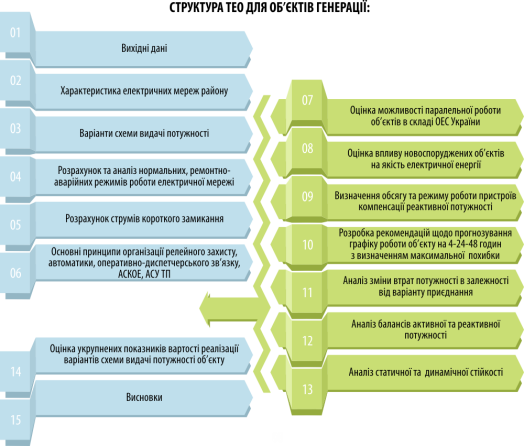 СТРУКТУРА ТЕО ДЛЯ ОБ'ЄКТІВ ГЕНЕРАЦІЇ:
01
Вихідні дані
02
Характеристика електричних мереж району
03
Варіанти схеми видачі потужності
04
Розрахунок та аналіз нормальних, ремонтно-
аварійних режимів роботи електричної мережі
05
Розрахунок струмів короткого замикання
06
Основні принципи організації релейного захисту,
автоматики, оперативно-диспетчерського зв'язку,
АСКОЕ, АСУ ТП
07
Оцінка можливості паралельної роботи
об'єктів в складі ОЕС України
08
Оцінка впливу новоспоруджених об'єктів
на якість електричної енергії
09
Визначення обсягу та режиму роботи пристроїв
компенсації реактивної потужності
10
Розробка рекомендацій щодо прогнозування
графіку роботи об'єкту на 4-24-48 годин
з визначенням максимальної похибки
11
Аналіз зміни втрат потужності в залежності
від варіанту приєднання
12
Аналіз балансів активної та реактивної
потужності
13
Аналіз статичної та динамічної стійкості
14
Оцінка укрупнених показників вартості реалізації
варіантів схеми видачі потужності об'єкту
15
Висновки